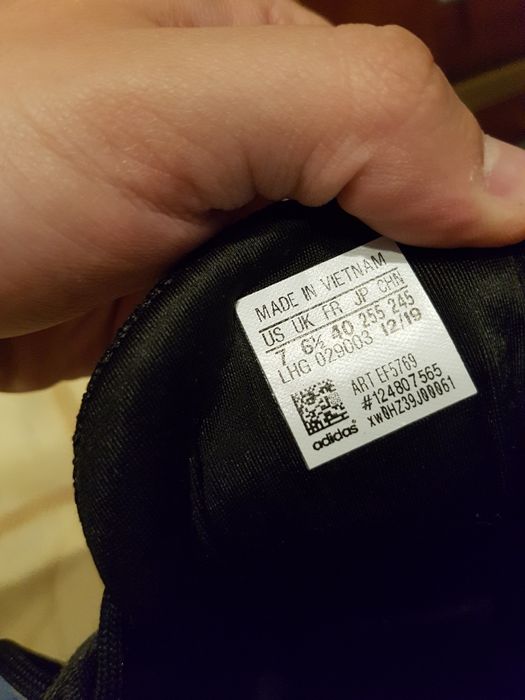 MADE IN VIETNAM
US UK FR JP CHN
7 6½ 40 255 245
LHG 029003 12/19
ART EF5769
#124807565
XW0HZ39J00061
adidas